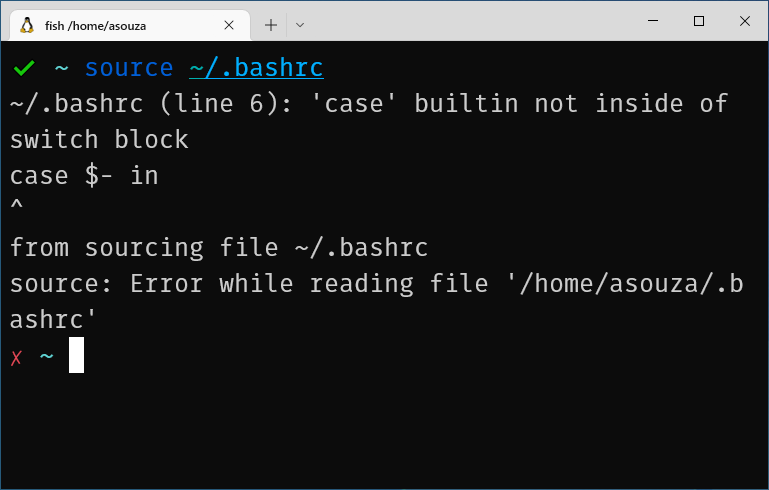 fish /home/asouza
✓ ~ source ~/.bashrc
~/.bashrc (line 6): 'case' builtin not inside of
switch block
case $- in
^
from sourcing file ~/.bashrc
source: Error while reading file '/home/asouza/.b
ashrc'
✗ ~